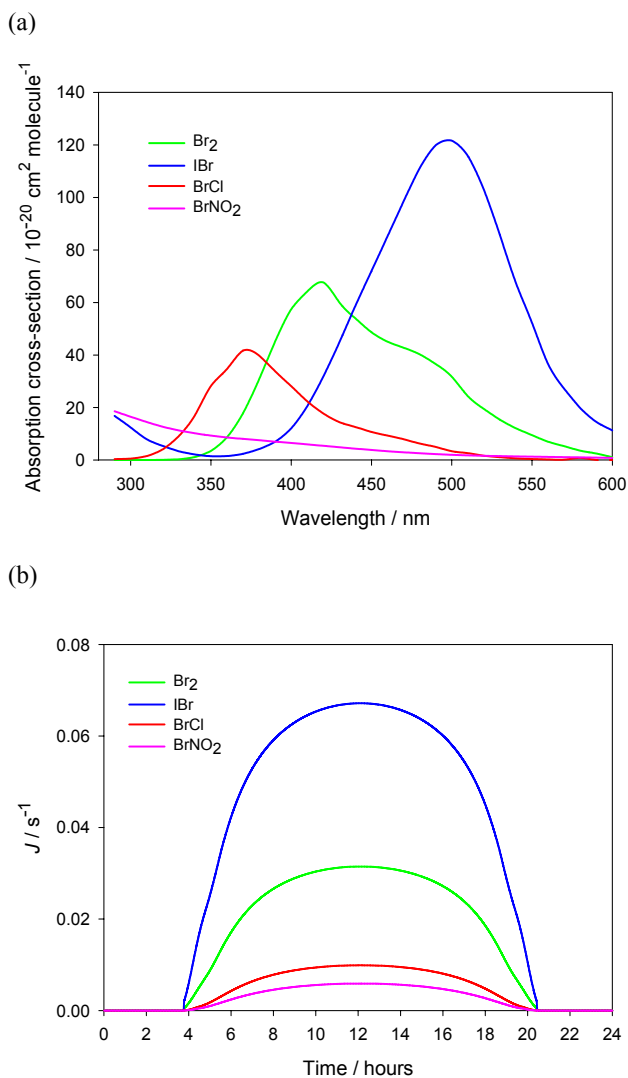 (a)
Absorption cross-section / 10⁻²⁰ cm² molecule⁻¹
140
120
100
80
60
40
20
0
Br₂
IBr
BrCl
BrNO₂
300 350 400 450 500 550 600
Wavelength / nm
(b)
J / s⁻¹
0.08
0.06
0.04
0.02
0.00
Br₂
IBr
BrCl
BrNO₂
0 2 4 6 8 10 12 14 16 18 20 22 24
Time / hours